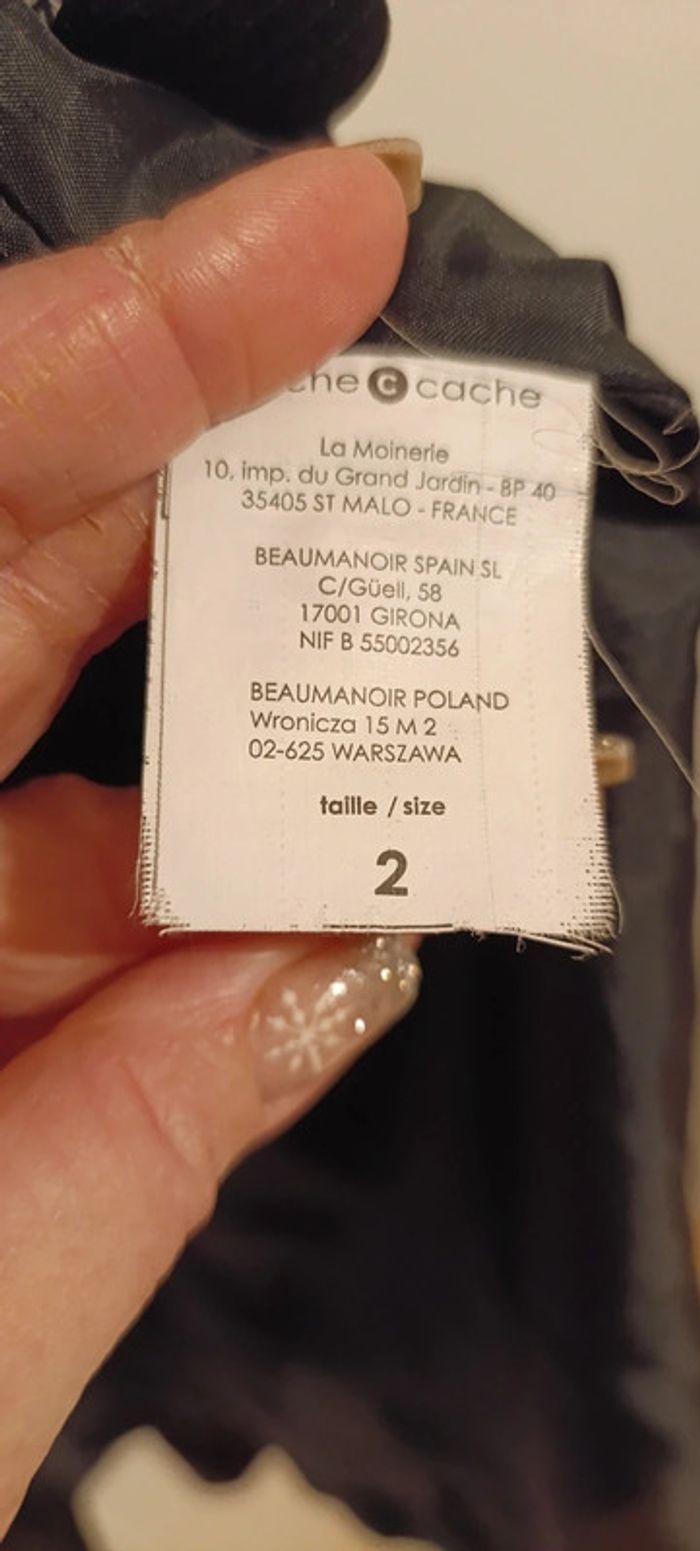 che C cache
La Moinerie
10, imp. du Grand Jardin - BP 40
35405 ST MALO - FRANCE
BEAUMANOIR SPAIN SL
C/Güell, 58
17001 GIRONA
NIF B 55002356
BEAUMANOIR POLAND
Wronicza 15 M 2
02-625 WARSZAWA
taille / size
2